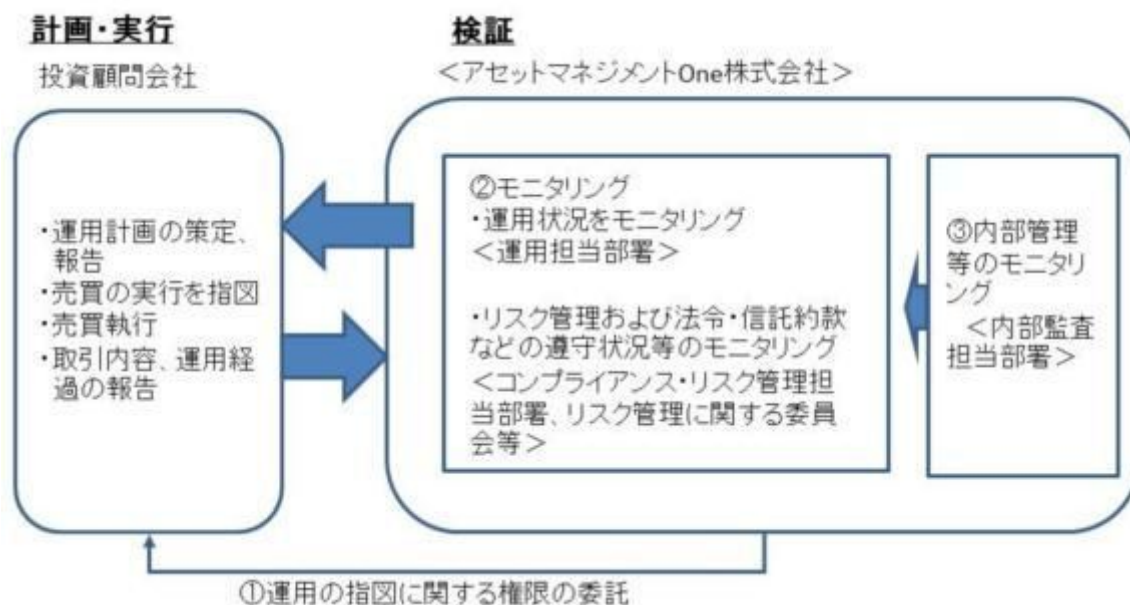 計画・実行
投資顧問会社
・運用計画の策定、
報告
・売買の実行を指図
・売買執行
・取引内容、運用経
過の報告
検証
＜アセットマネジメントOne株式会社＞
②モニタリング
・運用状況をモニタリング
＜運用担当部署＞
・リスク管理および法令・信託約款
などの遵守状況等のモニタリング
＜コンプライアンス・リスク管理担
当部署、リスク管理に関する委員
会等＞
③内部管理
等のモニタリ
ング
＜内部監査
担当部署＞
①運用の指図に関する権限の委託